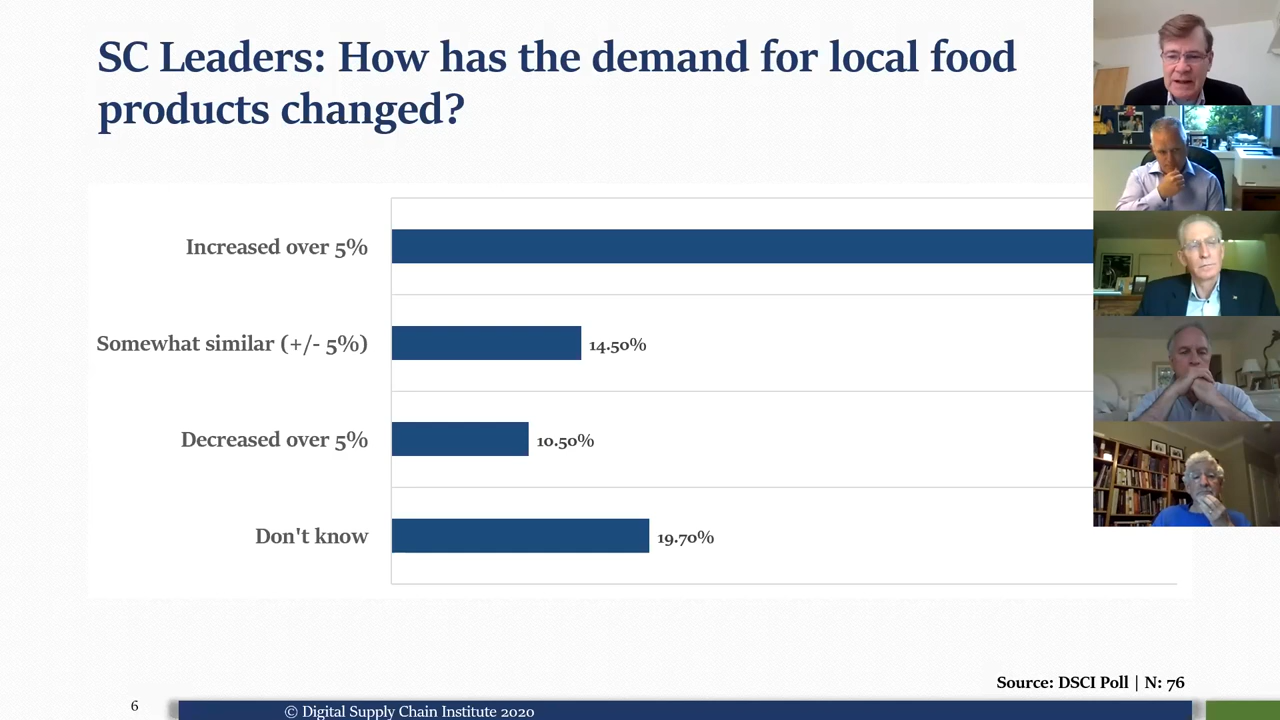 SC Leaders: How has the demand for local food
products changed?
Increased over 5%
Somewhat similar (+/- 5%)
14.50%
Decreased over 5%
10.50%
Don't know
19.70%
Source: DSCI Poll | N: 76
6
© Digital Supply Chain Institute 2020